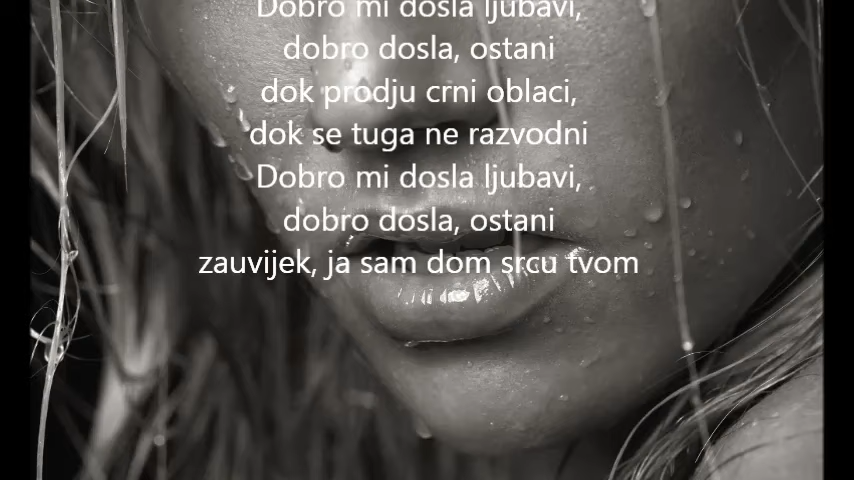 Dobro mi dosla ljubavi,
dobro dosla, ostani
dok prodju crni oblaci,
dok se tuga ne razvodni
Dobro mi dosla ljubavi,
dobro dosla, ostani
zauvijek, ja sam dom srcu tvom